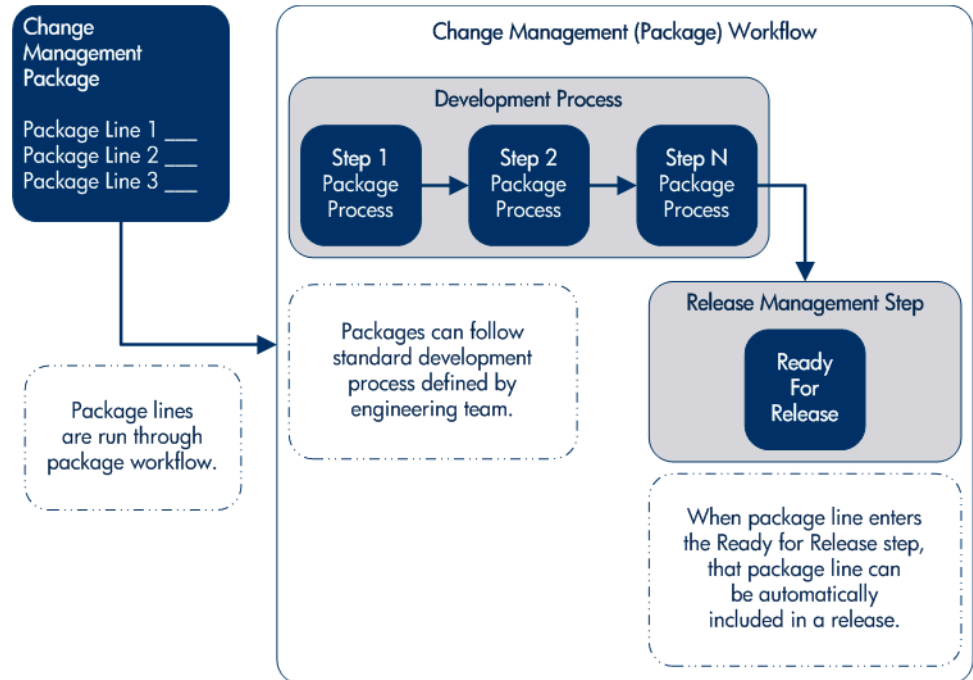 Change
Management
Package
Package Line 1 ___
Package Line 2 ___
Package Line 3 ___
Package lines
are run through
package workflow.
Change Management (Package) Workflow
Development Process
Step 1
Package
Process
Step 2
Package
Process
Step N
Package
Process
Packages can follow
standard development
process defined by
engineering team.
Release Management Step
Ready
For
Release
When package line enters
the Ready for Release step,
that package line can
be automatically
included in a release.